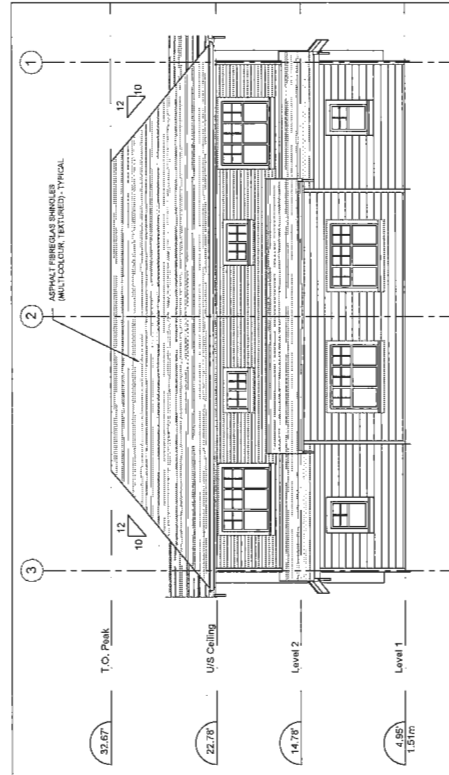 1
2
3
ASPHALT FIBREGLAS SHINGLES
(MULTI-COLOUR, TEXTURED) - TYPICAL
12
10
12
10
32.67'
T.O. Peak
22.78'
U/S Ceiling
14.78'
Level 2
4.95'
1.51m
Level 1